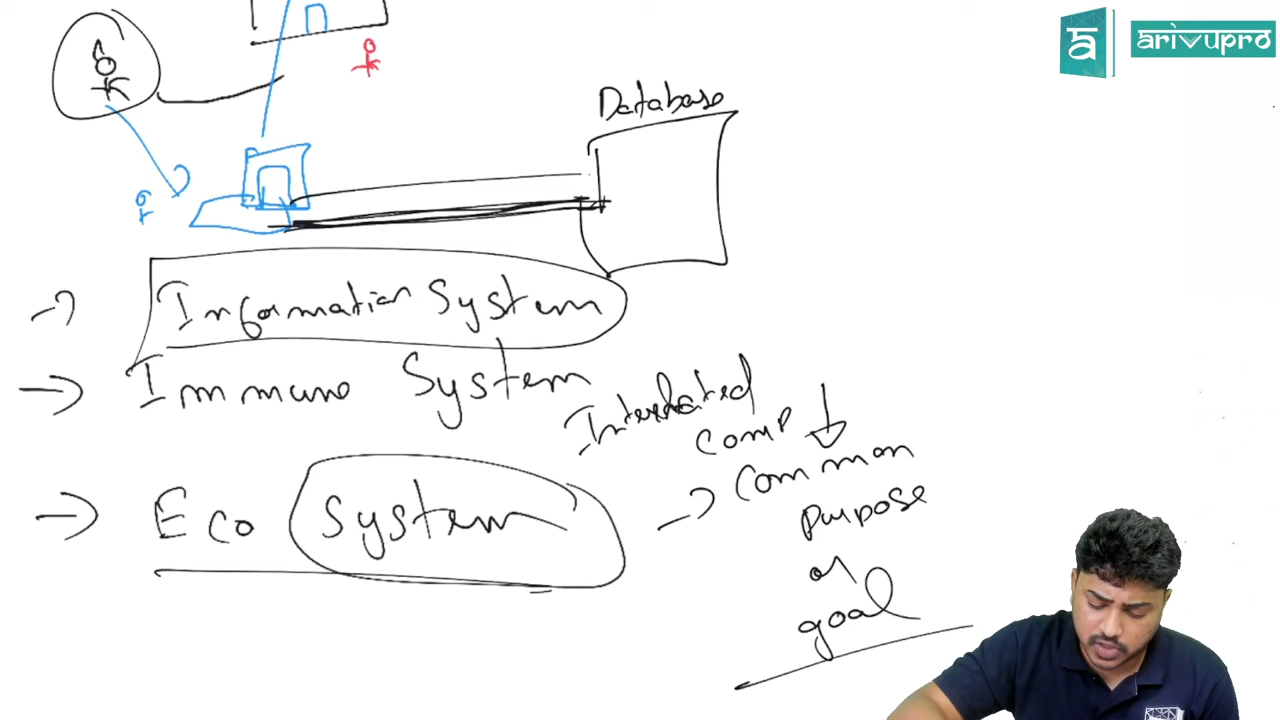 arivupro
Database
Information System
Immune System
Interrelated
comp
Eco System
common
purpose
or
goal